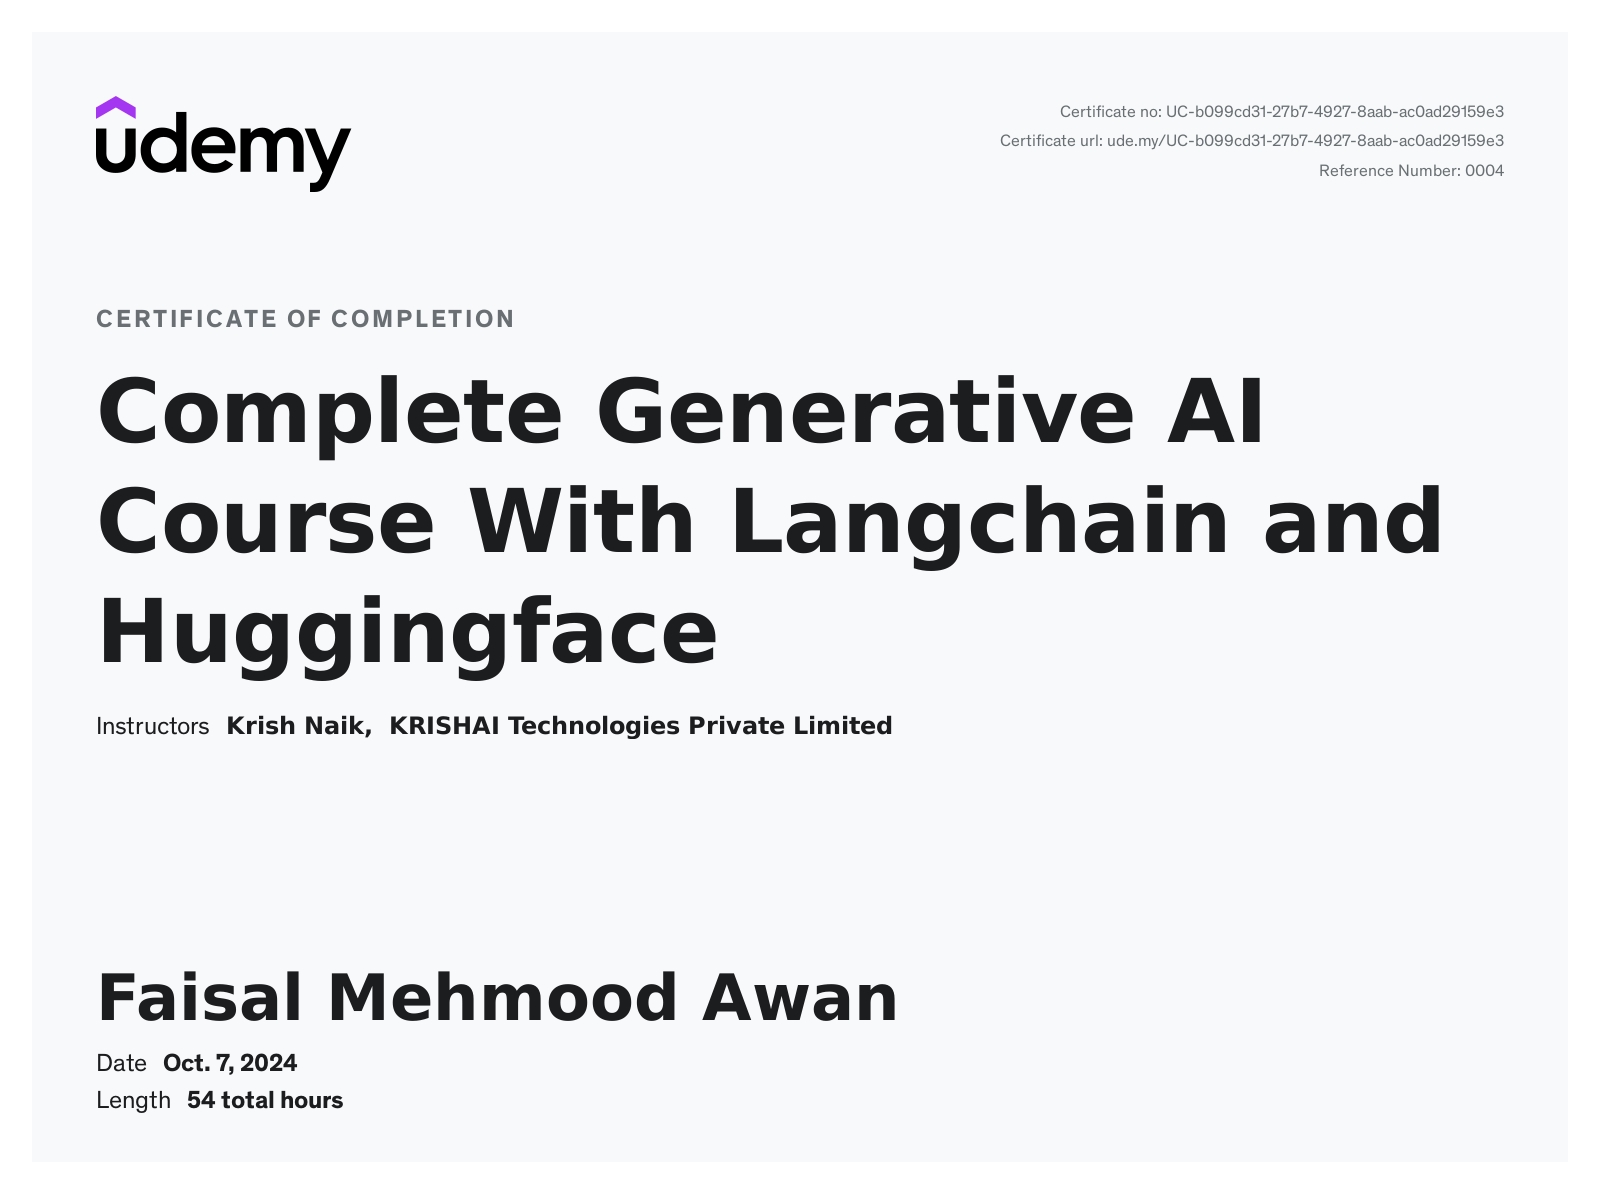 udemy
Certificate no: UC-b099cd31-27b7-4927-8aab-ac0ad29159e3
Certificate url: ude.my/UC-b099cd31-27b7-4927-8aab-ac0ad29159e3
Reference Number: 0004
CERTIFICATE OF COMPLETION
Complete Generative AI
Course With Langchain and
Huggingface
Instructors Krish Naik, KRISHAI Technologies Private Limited
Faisal Mehmood Awan
Date Oct. 7, 2024
Length 54 total hours